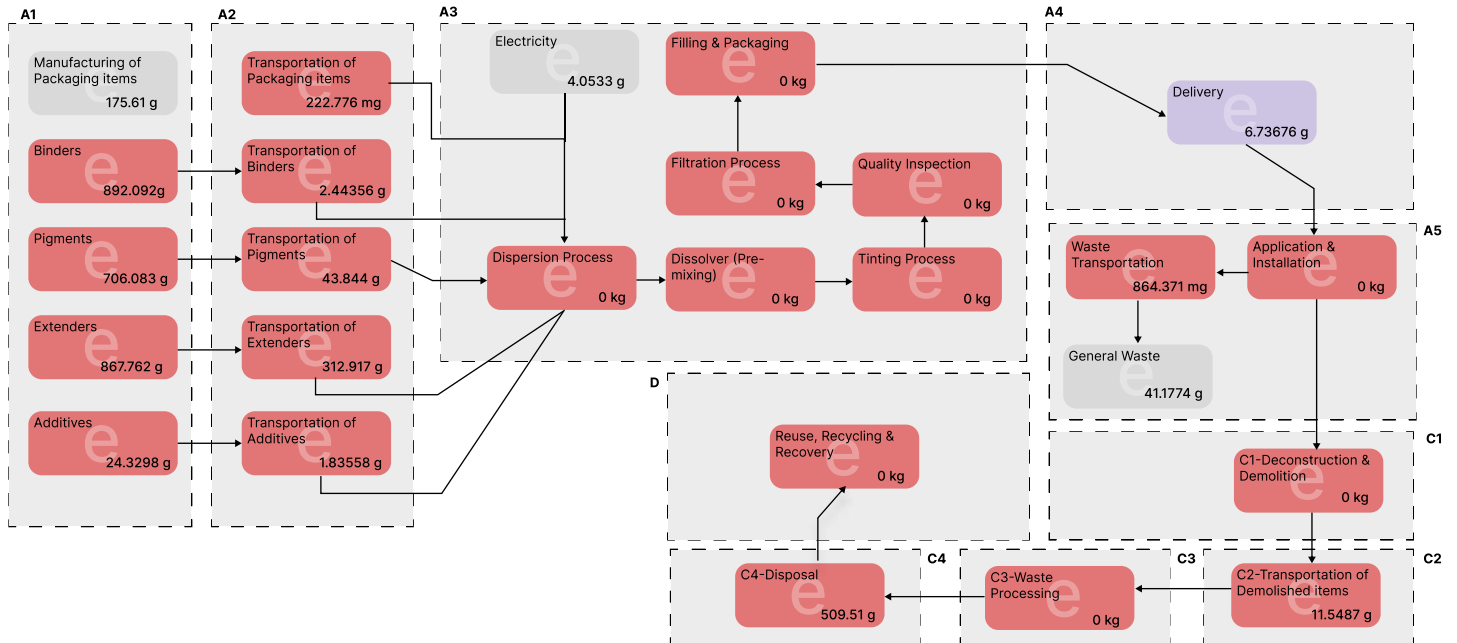 A1
Manufacturing of
Packaging items
175.61 g
Binders
892.092g
Pigments
706.083 g
Extenders
867.762 g
Additives
24.3298 g
A2
Transportation of
Packaging items
222.776 mg
Transportation of
Binders
2.44356 g
Transportation of
Pigments
43.844 g
Transportation of
Extenders
312.917 g
Transportation of
Additives
1.83558 g
A3
Electricity
4.0533 g
Filling & Packaging
0 kg
Filtration Process
0 kg
Quality Inspection
0 kg
Dispersion Process
0 kg
Dissolver (Pre-
mixing)
0 kg
Tinting Process
0 kg
A4
Delivery
6.73676 g
A5
Waste
Transportation
864.371 mg
Application &
Installation
0 kg
General Waste
41.1774 g
D
Reuse, Recycling &
Recovery
0 kg
C1
C1-Deconstruction &
Demolition
0 kg
C4
C4-Disposal
509.51 g
C3
C3-Waste
Processing
0 kg
C2
C2-Transportation of
Demolished items
11.5487 g